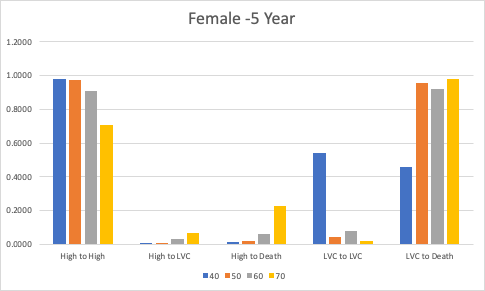 Female -5 Year
1.2000
1.0000
0.8000
0.6000
0.4000
0.2000
0.0000
High to High High to LVC High to Death LVC to LVC LVC to Death
40 50 60 70